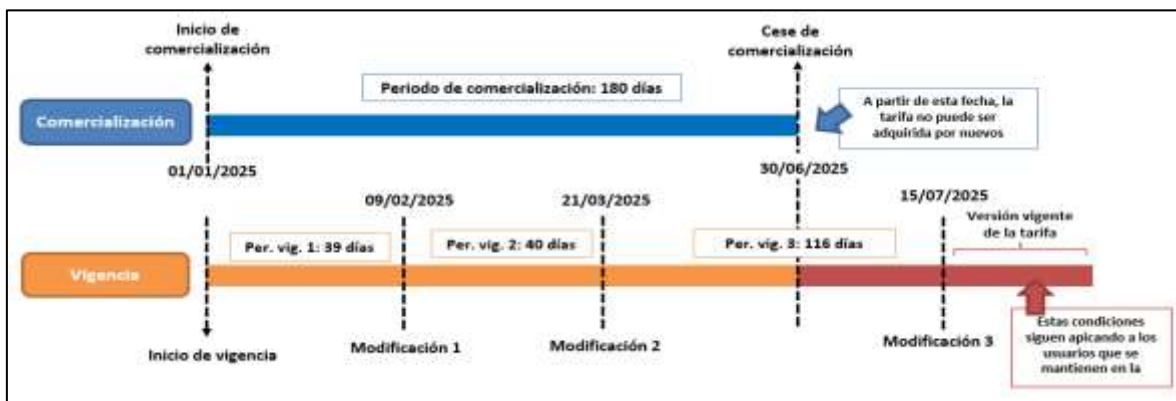 Inicio de
comercialización
Cese de
comercialización
Periodo de comercialización: 180 días
Comercialización
A partir de esta fecha, la
tarifa no puede ser
adquirida por nuevos
01/01/2025
30/06/2025
09/02/2025
21/03/2025
15/07/2025
Versión vigente
de la tarifa
Per. vig. 1: 39 días
Per. vig. 2: 40 días
Per. vig. 3: 116 días
Vigencia
Inicio de vigencia
Modificación 1
Modificación 2
Modificación 3
Estas condiciones
siguen apicando a los
usuarios que se
mantienen en la